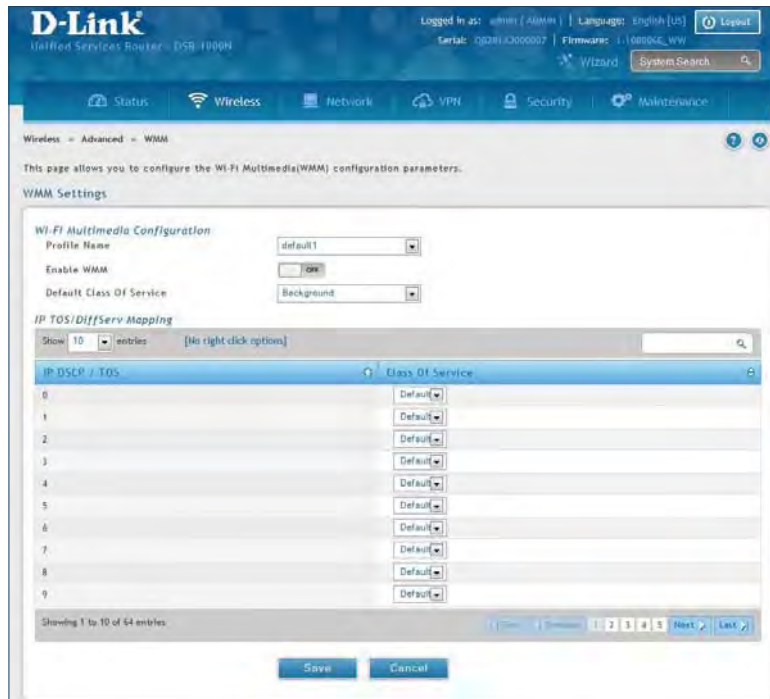 D-Link
Unified Services Router - DSR-1000N
Logged in as: admin ( ADMIN ) | Language: English [US]
Logout
Serial: | Firmware: _WW
Wizard
System Search
Status
Wireless
Network
VPN
Security
Maintenance
Wireless » Advanced » WMM
This page allows you to configure the Wi-Fi Multimedia(WMM) configuration parameters.
WMM Settings
Wi-Fi Multimedia Configuration
Profile Name
default1
Enable WMM
OFF
Default Class Of Service
Background
IP TOS/DiffServ Mapping
Show 10 entries
[No right click options]
IP DSCP / TOS
Class Of Service
0 Default
1 Default
2 Default
3 Default
4 Default
5 Default
6 Default
7 Default
8 Default
9 Default
Showing 1 to 10 of 64 entries
First Previous 1 2 3 4 5 Next Last
Save
Cancel